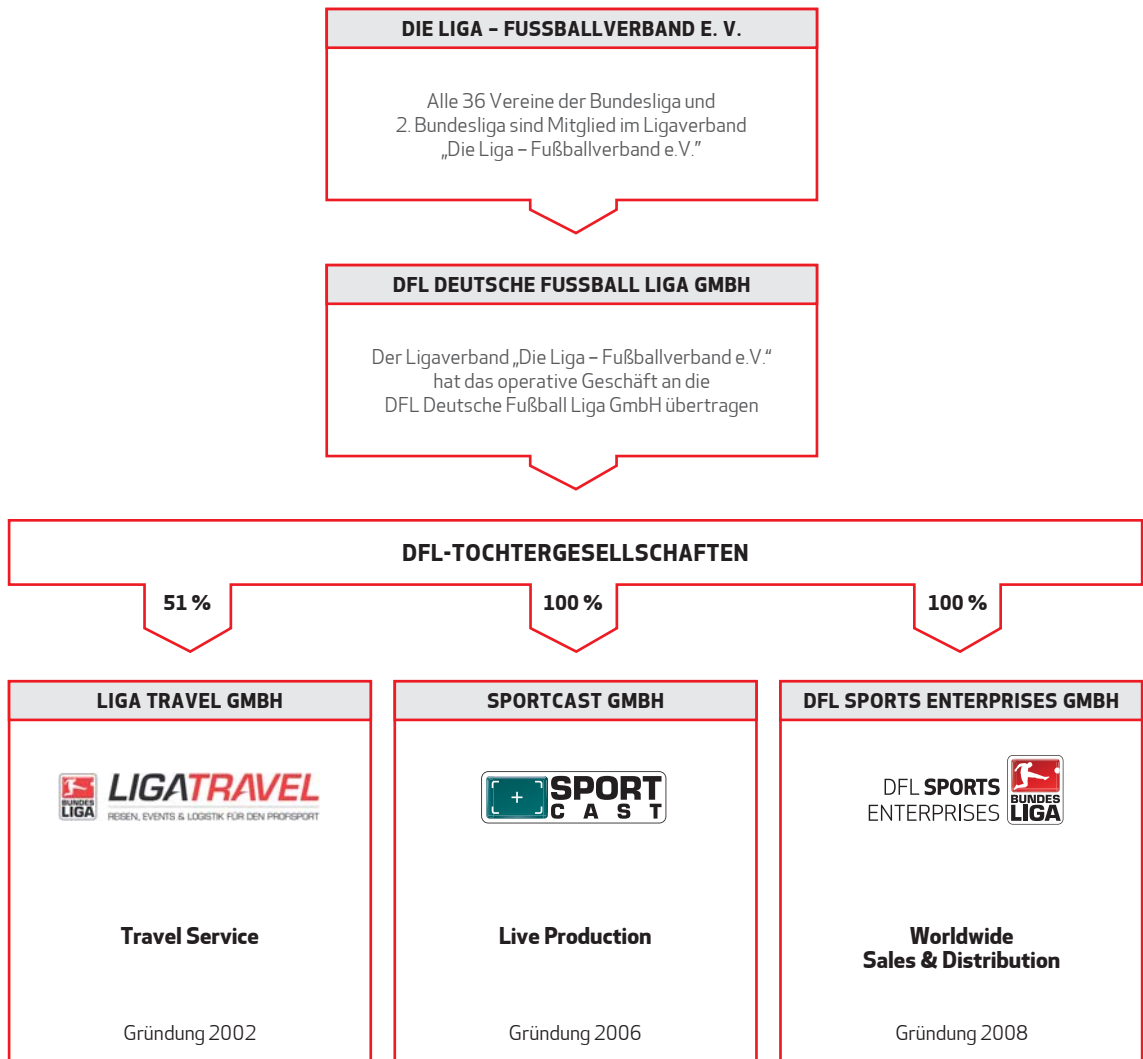 DIE LIGA – FUSSBALLVERBAND E. V.
Alle 36 Vereine der Bundesliga und
2. Bundesliga sind Mitglied im Ligaverband
„Die Liga – Fußballverband e.V.”
DFL DEUTSCHE FUSSBALL LIGA GMBH
Der Ligaverband „Die Liga – Fußballverband e.V.“
hat das operative Geschäft an die
DFL Deutsche Fußball Liga GmbH übertragen
DFL-TOCHTERGESELLSCHAFTEN
51 %
100 %
100 %
LIGA TRAVEL GMBH
BUNDES
LIGA
LIGATRAVEL
REISEN, EVENTS & LOGISTIK FÜR DEN PROFISPORT
Travel Service
Gründung 2002
SPORTCAST GMBH
SPORT
CAST
Live Production
Gründung 2006
DFL SPORTS ENTERPRISES GMBH
DFL SPORTS
ENTERPRISES
BUNDES
LIGA
Worldwide
Sales & Distribution
Gründung 2008